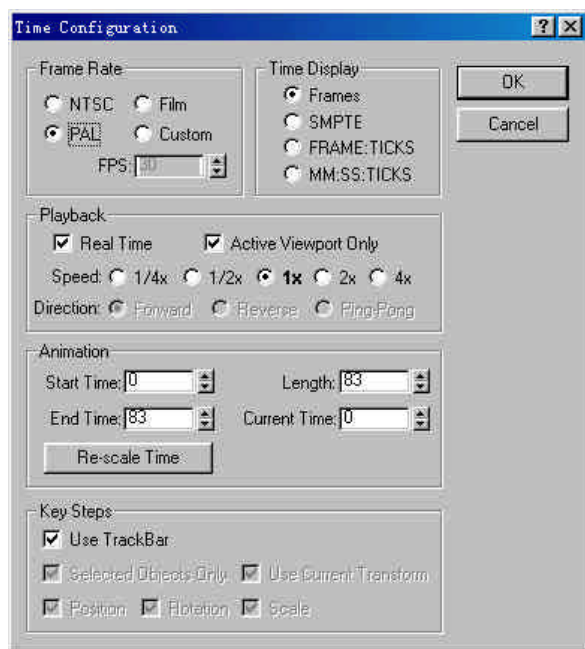 Time Configuration
Frame Rate
NTSC Film
PAL Custom
FPS: 30
Time Display
Frames
SMPTE
FRAME:TICKS
MM:SS:TICKS
OK
Cancel
Playback
Real Time Active Viewport Only
Speed: 1/4x 1/2x 1x 2x 4x
Direction: Forward Reverse Ping-Pong
Animation
Start Time: 0 Length: 83
End Time: 83 Current Time: 0
Re-scale Time
Key Steps
Use TrackBar
Selected Objects Only Use Current Transform
Position Rotation Scale